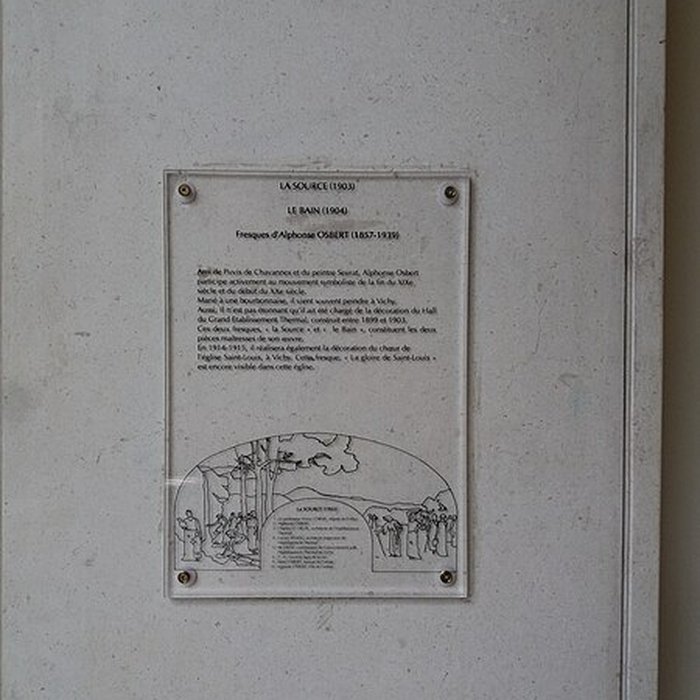 LA SOURCE (1903)
LE BAIN (1904)
Fresques d'Alphonse OSBERT (1857-1939)
Ami de Puvis de Chavannes et du peintre Seurat, Alphonse Osbert
participe activement au mouvement symboliste de la fin du XIXe
siècle et du début du XXe siècle.
Marié à une bourbonnaise, il vient souvent peindre à Vichy.
Aussi, il n'est pas étonnant qu'il ait été chargé de la décoration du Hall
du Grand Etablissement Thermal, construit entre 1899 et 1903.
Ces deux fresques, « la Source » et « le Bain », constituent les deux
pièces maîtresses de son œuvre.
En 1914-1915, il réalisera également la décoration du chœur de
l'église Saint-Louis, à Vichy. Cette fresque, « La gloire de Saint-Louis »
est encore visible dans cette église.
La SOURCE (1903)